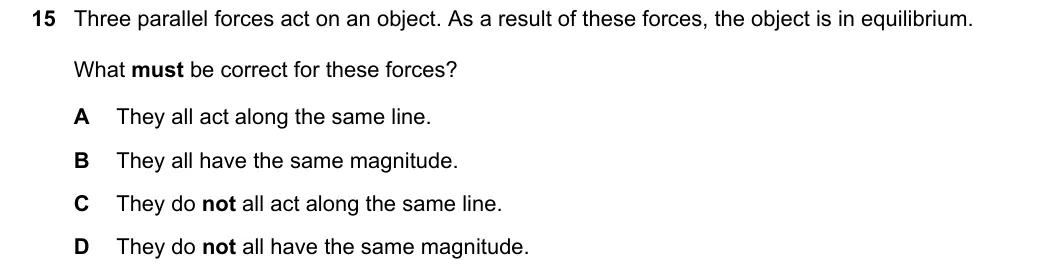 15 Three parallel forces act on an object. As a result of these forces, the object is in equilibrium.
What must be correct for these forces?
A They all act along the same line.
B They all have the same magnitude.
C They do not all act along the same line.
D They do not all have the same magnitude.